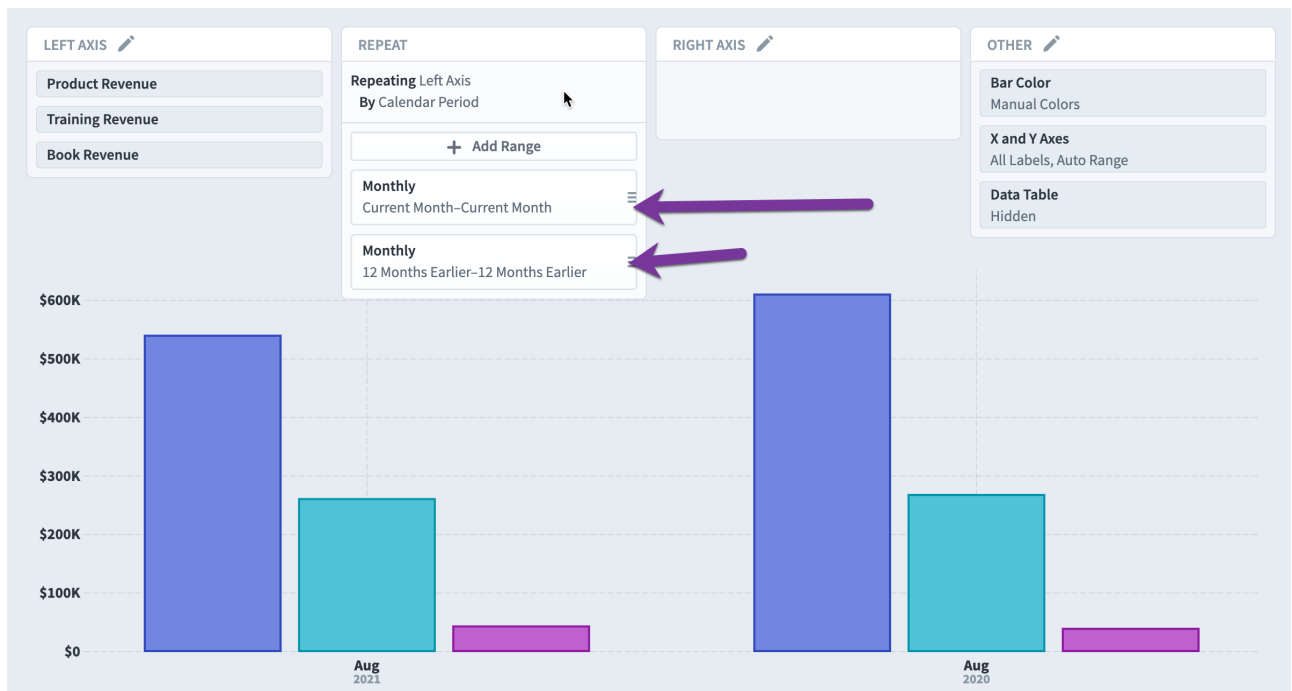 LEFT AXIS
Product Revenue
Training Revenue
Book Revenue
REPEAT
Repeating Left Axis
By Calendar Period
Add Range
Monthly
Current Month–Current Month
Monthly
12 Months Earlier–12 Months Earlier
RIGHT AXIS
OTHER
Bar Color
Manual Colors
X and Y Axes
All Labels, Auto Range
Data Table
Hidden
$600K
$500K
$400K
$300K
$200K
$100K
$0
Aug
2021
Aug
2020